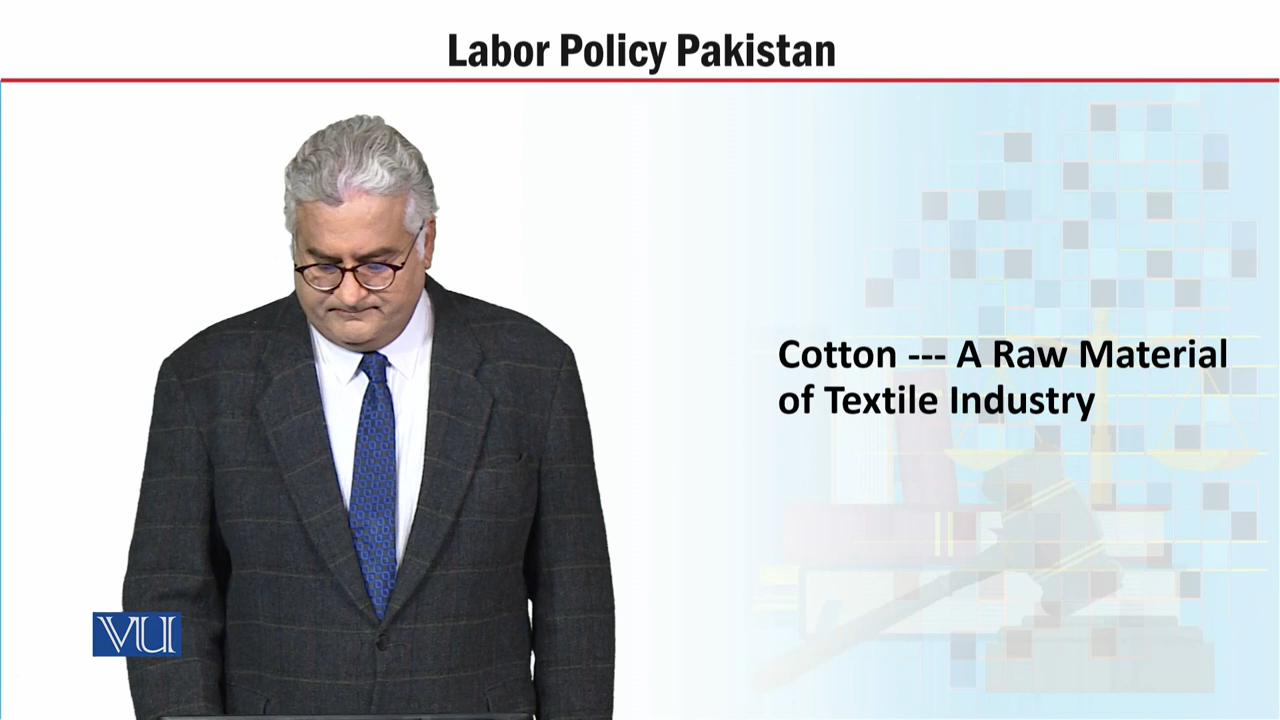 Labor Policy Pakistan
Cotton --- A Raw Material
of Textile Industry
VU